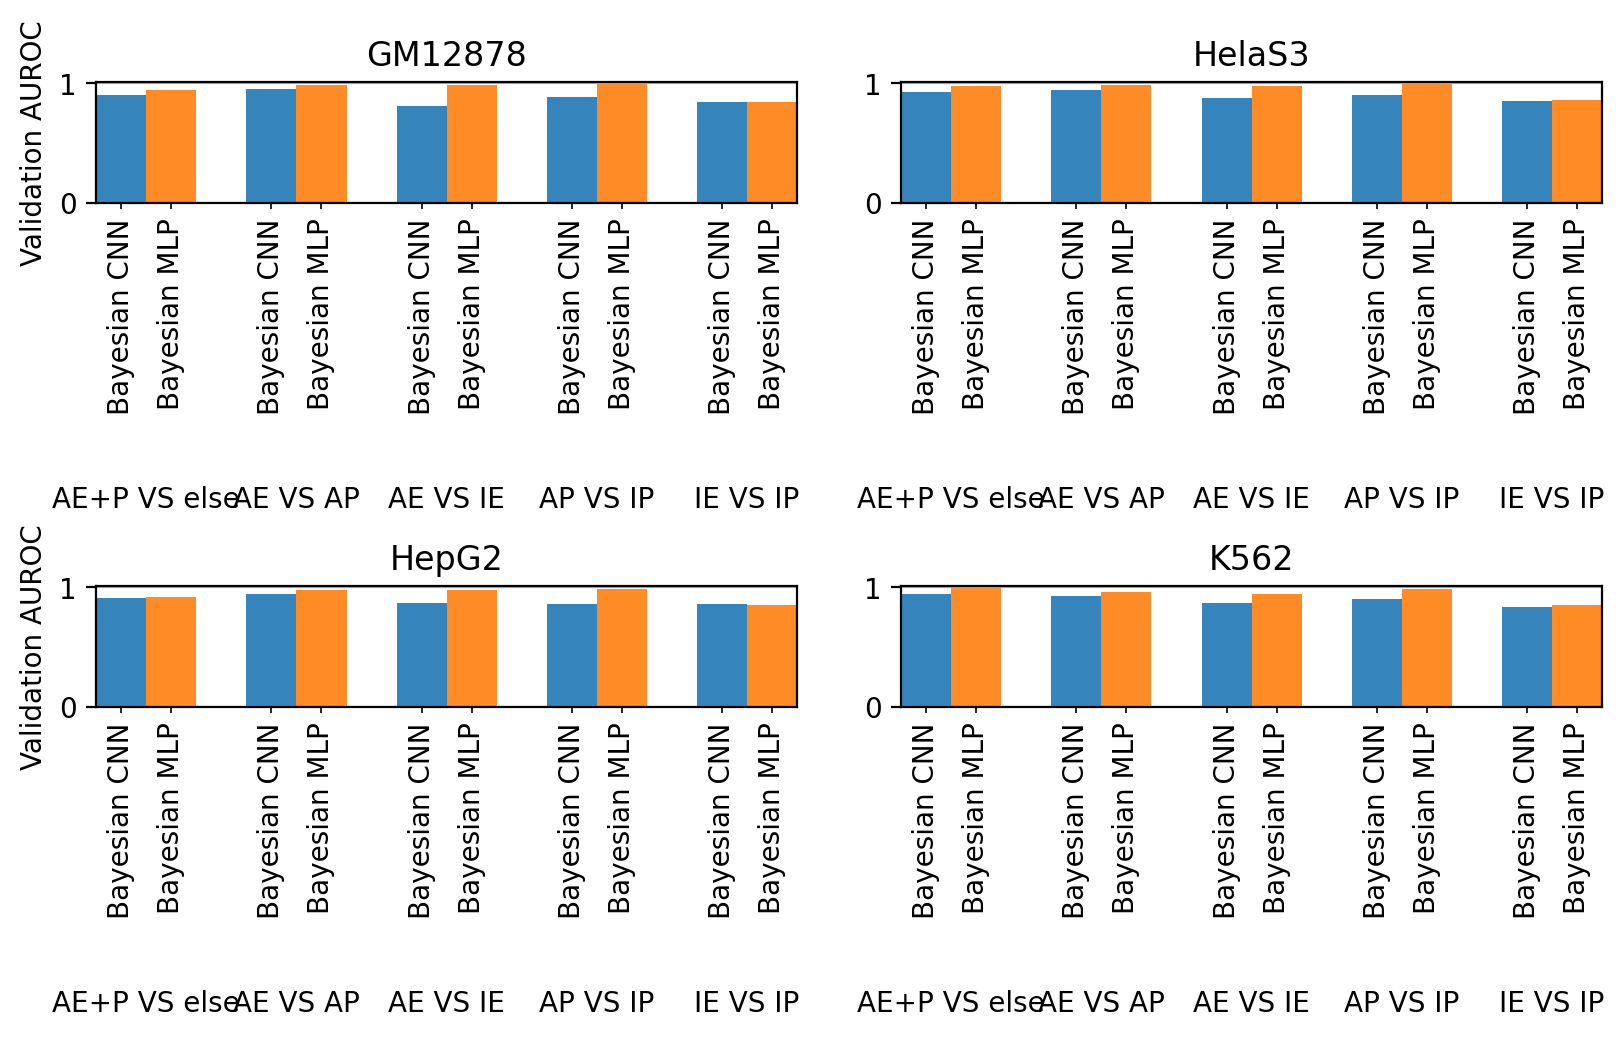 GM12878
Validation AUROC
1
0
Bayesian CNN
Bayesian MLP
Bayesian CNN
Bayesian MLP
Bayesian CNN
Bayesian MLP
Bayesian CNN
Bayesian MLP
Bayesian CNN
Bayesian MLP
AE+P VS else
AE VS AP
AE VS IE
AP VS IP
IE VS IP
HelaS3
1
0
Bayesian CNN
Bayesian MLP
Bayesian CNN
Bayesian MLP
Bayesian CNN
Bayesian MLP
Bayesian CNN
Bayesian MLP
Bayesian CNN
Bayesian MLP
AE+P VS else
AE VS AP
AE VS IE
AP VS IP
IE VS IP
HepG2
Validation AUROC
1
0
Bayesian CNN
Bayesian MLP
Bayesian CNN
Bayesian MLP
Bayesian CNN
Bayesian MLP
Bayesian CNN
Bayesian MLP
Bayesian CNN
Bayesian MLP
AE+P VS else
AE VS AP
AE VS IE
AP VS IP
IE VS IP
K562
1
0
Bayesian CNN
Bayesian MLP
Bayesian CNN
Bayesian MLP
Bayesian CNN
Bayesian MLP
Bayesian CNN
Bayesian MLP
Bayesian CNN
Bayesian MLP
AE+P VS else
AE VS AP
AE VS IE
AP VS IP
IE VS IP